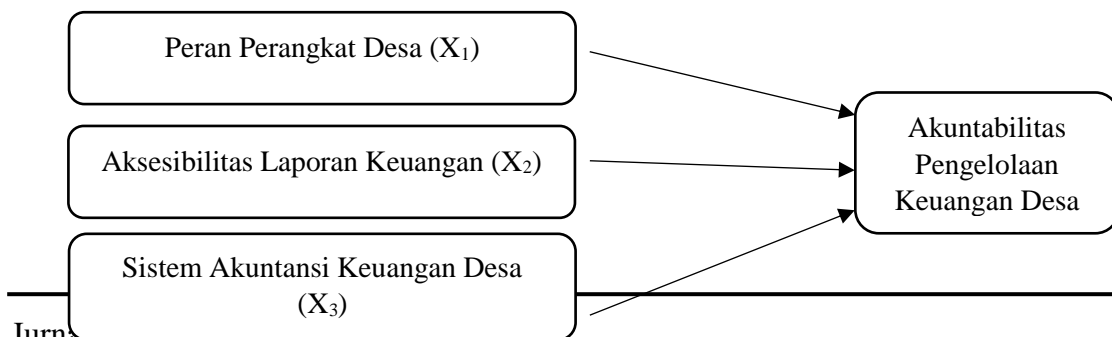 Peran Perangkat Desa (X₁)
Aksesibilitas Laporan Keuangan (X₂)
Sistem Akuntansi Keuangan Desa
(X₃)
Akuntabilitas
Pengelolaan
Keuangan Desa